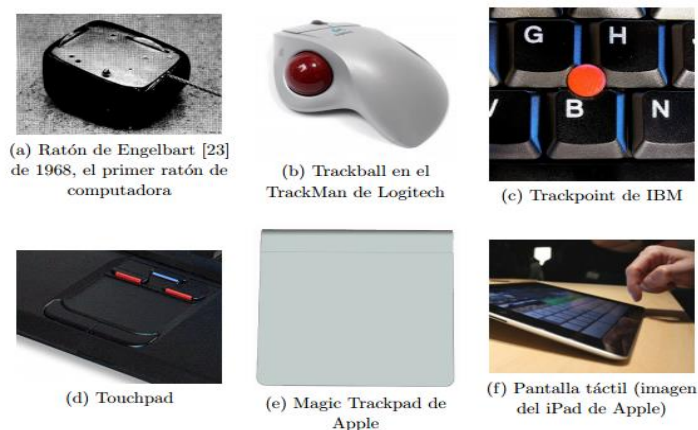 G H
V B N
(a) Ratón de Engelbart [23]
de 1968, el primer ratón de
computadora
(b) Trackball en el
TrackMan de Logitech
(c) Trackpoint de IBM
(d) Touchpad
(e) Magic Trackpad de
Apple
(f) Pantalla táctil (imagen
del iPad de Apple)